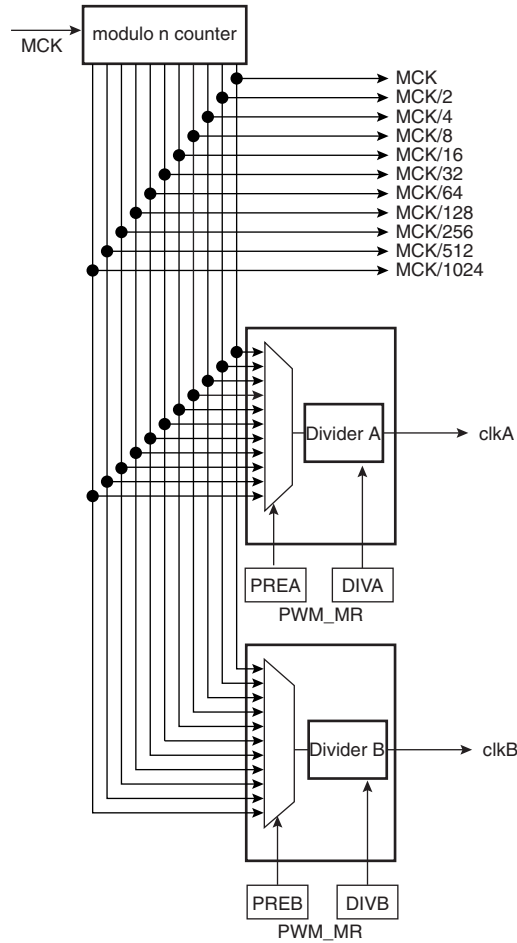 modulo n counter
MCK
MCK
MCK/2
MCK/4
MCK/8
MCK/16
MCK/32
MCK/64
MCK/128
MCK/256
MCK/512
MCK/1024
Divider A
clkA
PREA
DIVA
PWM_MR
Divider B
clkB
PREB
DIVB
PWM_MR